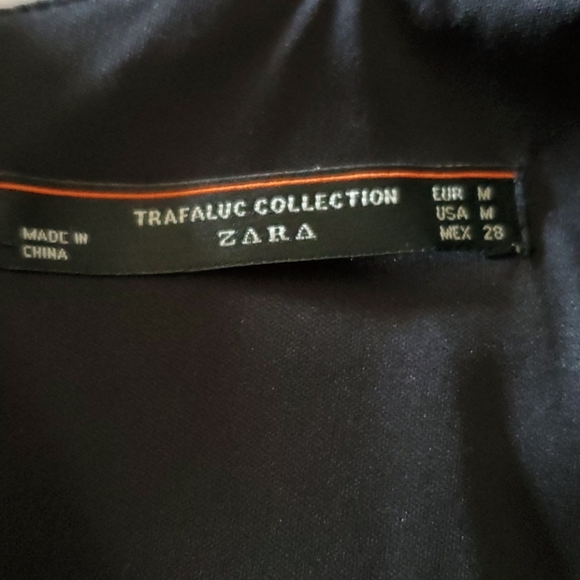 MADE IN
CHINA
TRAFALUC COLLECTION
ZARA
EUR M
USA M
MEX 28